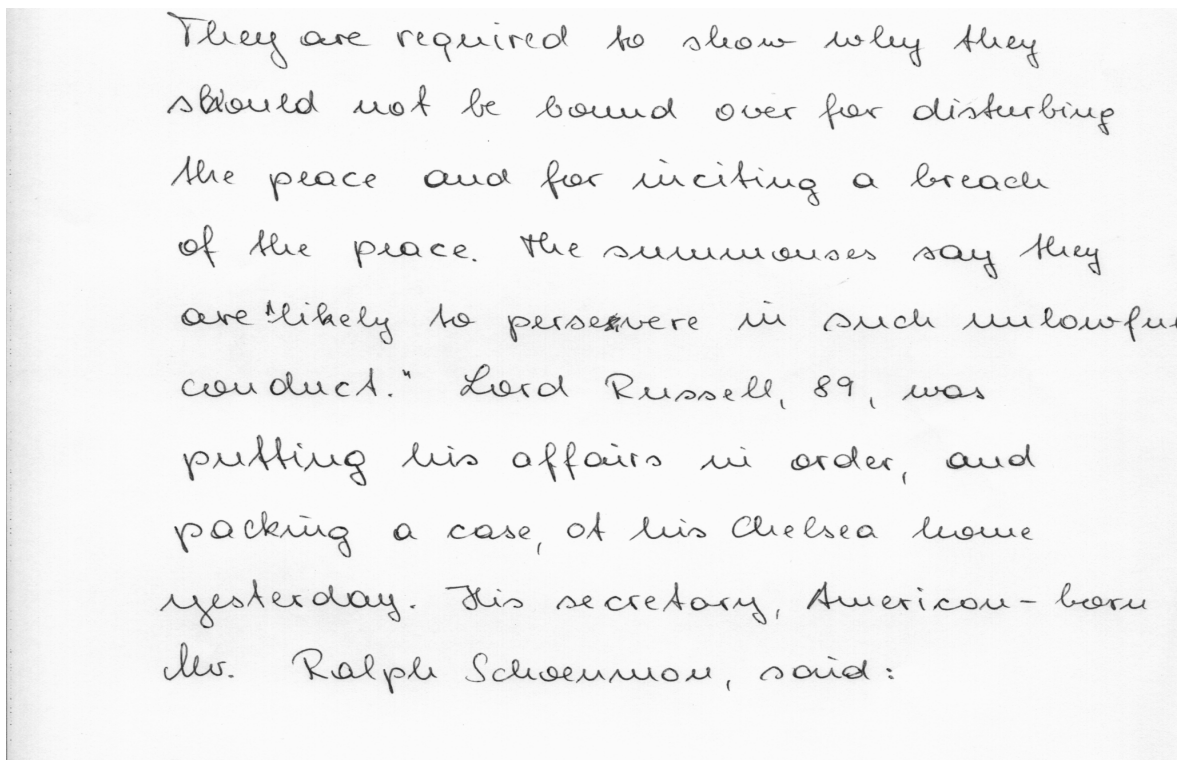 They are required to show why they
should not be bound over for disturbing
the peace and for inciting a breach
of the peace. The summonses say they
are "likely to persevere in such unlawful
conduct." Lord Russell, 89, was
putting his affairs in order, and
packing a case, at his Chelsea home
yesterday. His secretary, American-born
Mr. Ralph Schoenman, said: